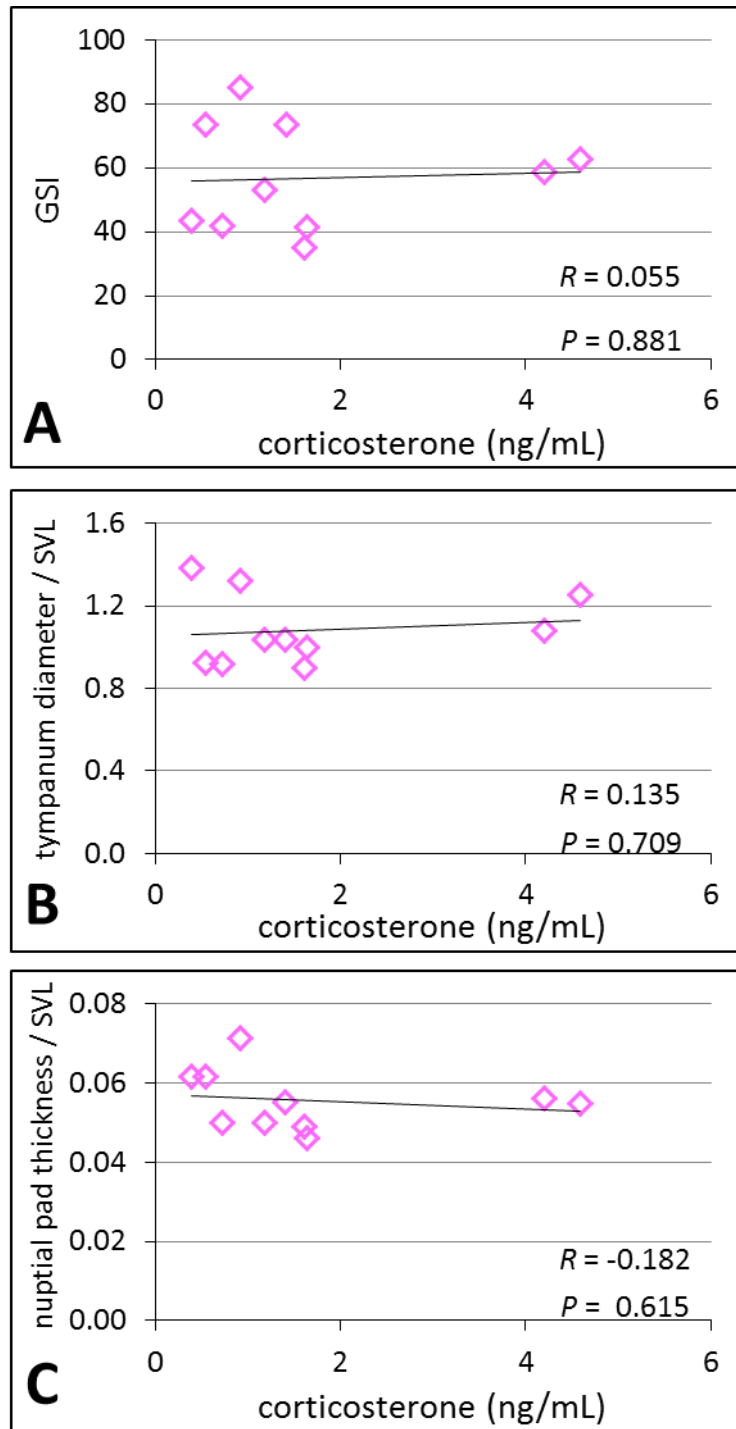 100
80
60
40
20
0
GSI
R = 0.055
P = 0.881
0 2 4 6
corticosterone (ng/mL)
A
1.6
1.2
0.8
0.4
0.0
tympanum diameter / SVL
R = 0.135
P = 0.709
0 2 4 6
corticosterone (ng/mL)
B
0.08
0.06
0.04
0.02
0.00
nuptial pad thickness / SVL
R = -0.182
P = 0.615
0 2 4 6
corticosterone (ng/mL)
C